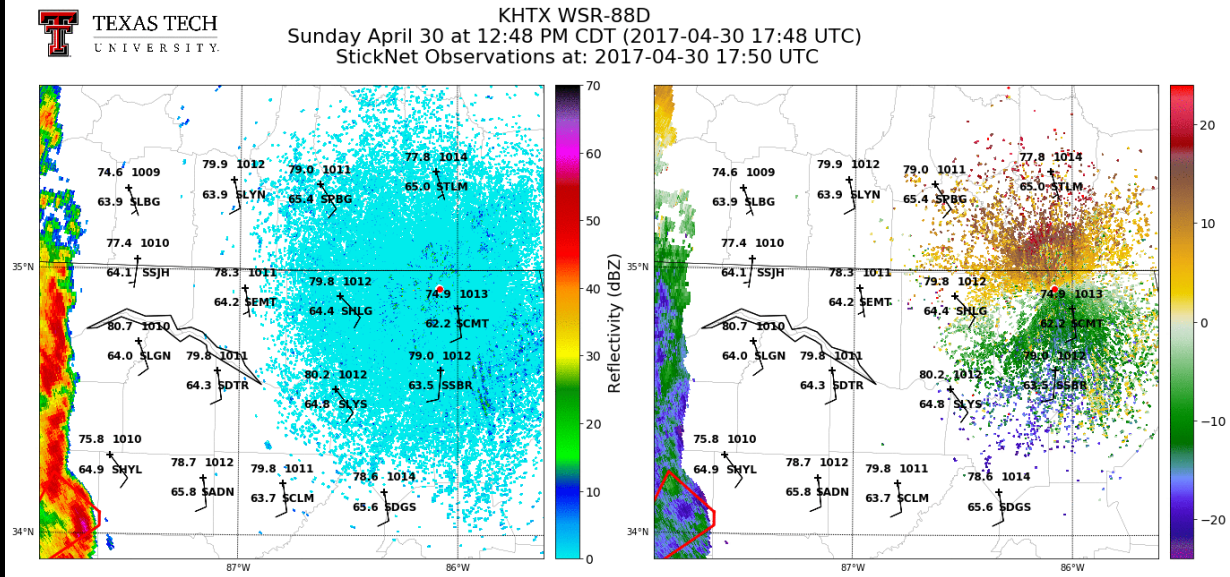 KHTX WSR-88D
Sunday April 30 at 12:48 PM CDT (2017-04-30 17:48 UTC)
StickNet Observations at: 2017-04-30 17:50 UTC
TEXAS TECH
UNIVERSITY.
74.6 1009
63.9 SLBG
79.9 1012
63.9 SLYN
79.0 1011
65.4 SPBG
77.8 1014
65.0 STLM
77.4 1010
64.1 SSJH
78.3 1011
64.2 SEMT
79.8 1012
64.4 SHLG
74.9 1013
62.2 SCMT
80.7 1010
64.0 SLGN
79.8 1011
64.3 SDTR
80.2 1012
64.8 SLYS
79.0 1012
63.5 SSBR
75.8 1010
64.9 SHYL
78.7 1012
65.8 SADN
79.8 1011
63.7 SCLM
78.6 1014
65.6 SDGS
35°N
34°N
87°W
86°W
70
60
50
40
30
20
10
0
Reflectivity (dBZ)
74.6 1009
63.9 SLBG
79.9 1012
63.9 SLYN
79.0 1011
65.4 SPBG
77.8 1014
65.0 STLM
77.4 1010
64.1 SSJH
78.3 1011
64.2 SEMT
79.8 1012
64.4 SHLG
74.9 1013
62.2 SCMT
80.7 1010
64.0 SLGN
79.8 1011
64.3 SDTR
80.2 1012
64.8 SLYS
79.0 1012
63.5 SSBR
75.8 1010
64.9 SHYL
78.7 1012
65.8 SADN
79.8 1011
63.7 SCLM
78.6 1014
65.6 SDGS
35°N
34°N
87°W
86°W
20
10
0
−10
−20